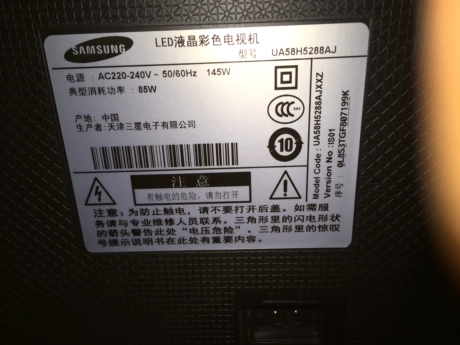 SAMSUNG
LED液晶彩色电视机
型号 UA58H5288AJ
电源：AC220-240V ~ 50/60Hz 145W
典型消耗功率：85W
产地：中国
生产者：天津三星电子有限公司
10
注 意
有触电的危险，请勿打开
注意：为防止触电，请不要打开后盖。如需服
务请与专业维修人员联系。三角形里的闪电形状
的箭头警告此处“电压危险”。三角形里的惊叹
号提示说明书在此处有重要内容。
Model Code : UA58H5288AJXXZ
Version No : IS01
序号 : 0L8S3TGF807199K